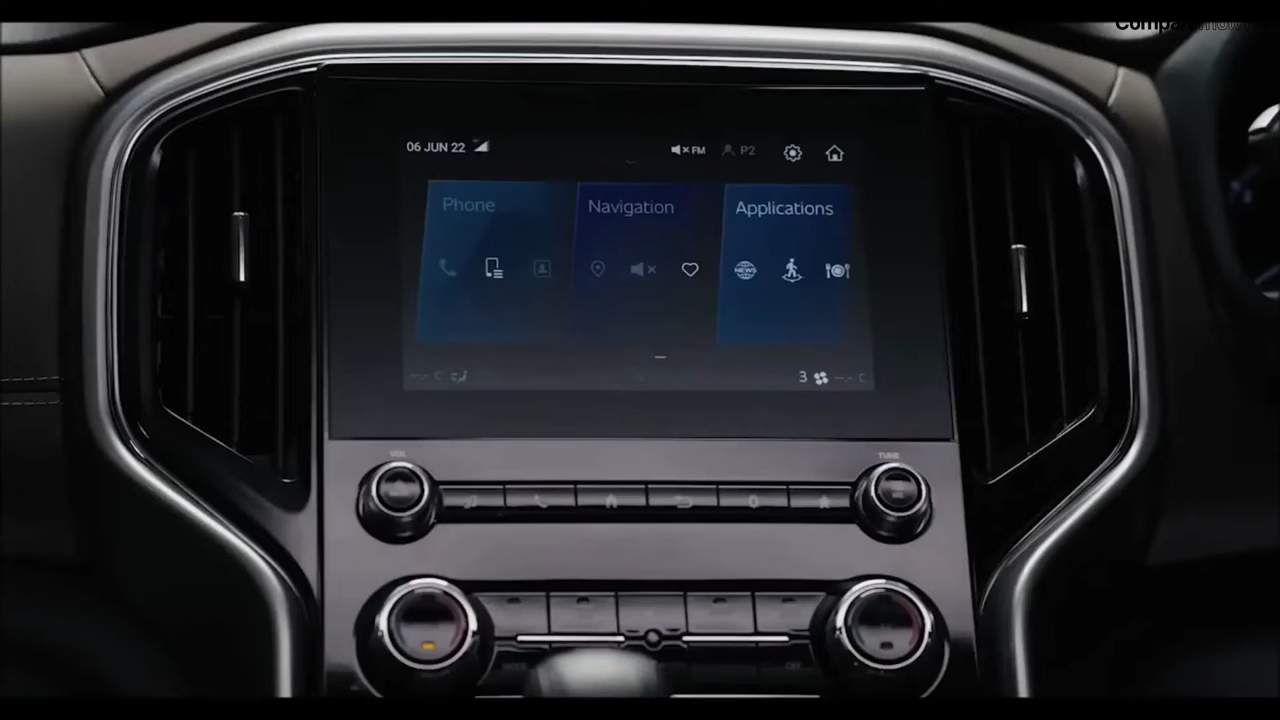 06 JUN 22
FM
P2
Phone
Navigation
Applications
NEWS
--.- C
3
--.- C
VOL
TUNE